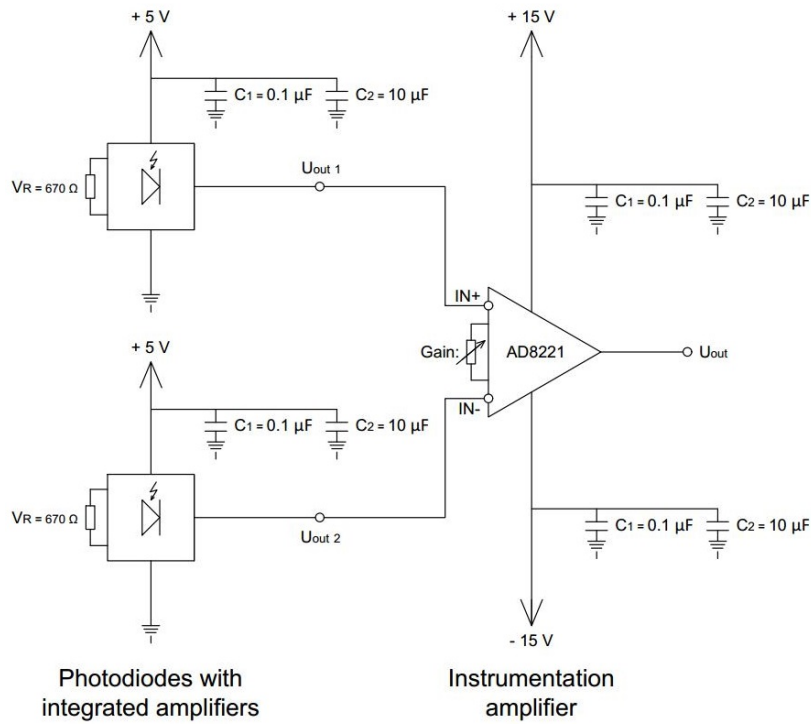 + 5 V
+ 15 V
C1 = 0.1 µF
C2 = 10 µF
VR = 670 Ω
Uout 1
C1 = 0.1 µF
C2 = 10 µF
IN+
+ 5 V
Gain:
AD8221
Uout
IN-
C1 = 0.1 µF
C2 = 10 µF
VR = 670 Ω
Uout 2
C1 = 0.1 µF
C2 = 10 µF
- 15 V
Photodiodes with
integrated amplifiers
Instrumentation
amplifier